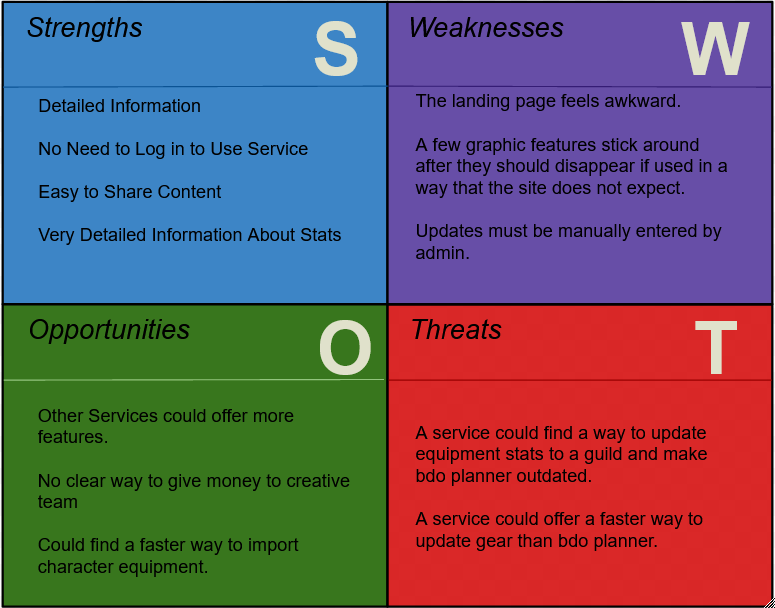 Strengths
S
Detailed Information
No Need to Log in to Use Service
Easy to Share Content
Very Detailed Information About Stats
Weaknesses
W
The landing page feels awkward.
A few graphic features stick around
after they should disappear if used in a
way that the site does not expect.
Updates must be manually entered by
admin.
Opportunities
O
Other Services could offer more
features.
No clear way to give money to creative
team
Could find a faster way to import
character equipment.
Threats
T
A service could find a way to update
equipment stats to a guild and make
bdo planner outdated.
A service could offer a faster way to
update gear than bdo planner.